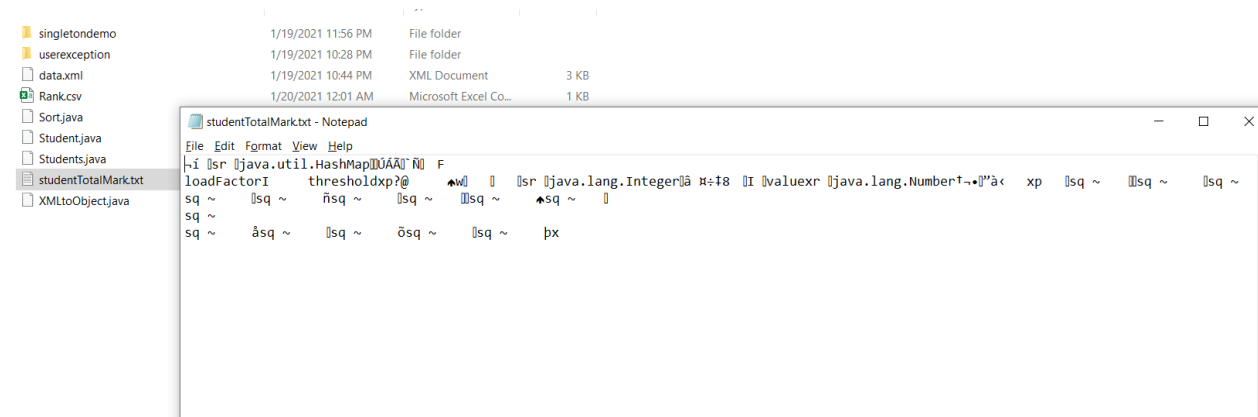 singletondemo 1/19/2021 11:56 PM File folder
userexception 1/19/2021 10:28 PM File folder
data.xml 1/19/2021 10:44 PM XML Document 3 KB
Rank.csv 1/20/2021 12:01 AM Microsoft Excel Co... 1 KB
Sort.java
Student.java
Students.java
studentTotalMark.txt
XMLtoObject.java
studentTotalMark.txt - Notepad
File Edit Format View Help
¬í sr java.util.HashMap ÚÁÃ `Ñ F
loadFactorI thresholdxp?@ ♠w sr java.lang.Integer â ¤÷‡8 I valuexr java.lang.Number†¬• ”à‹ xp sq ~ sq ~ sq ~
sq ~ sq ~ ñsq ~ sq ~ sq ~ ♠sq ~
sq ~
sq ~ åsq ~ sq ~ õsq ~ sq ~ þx